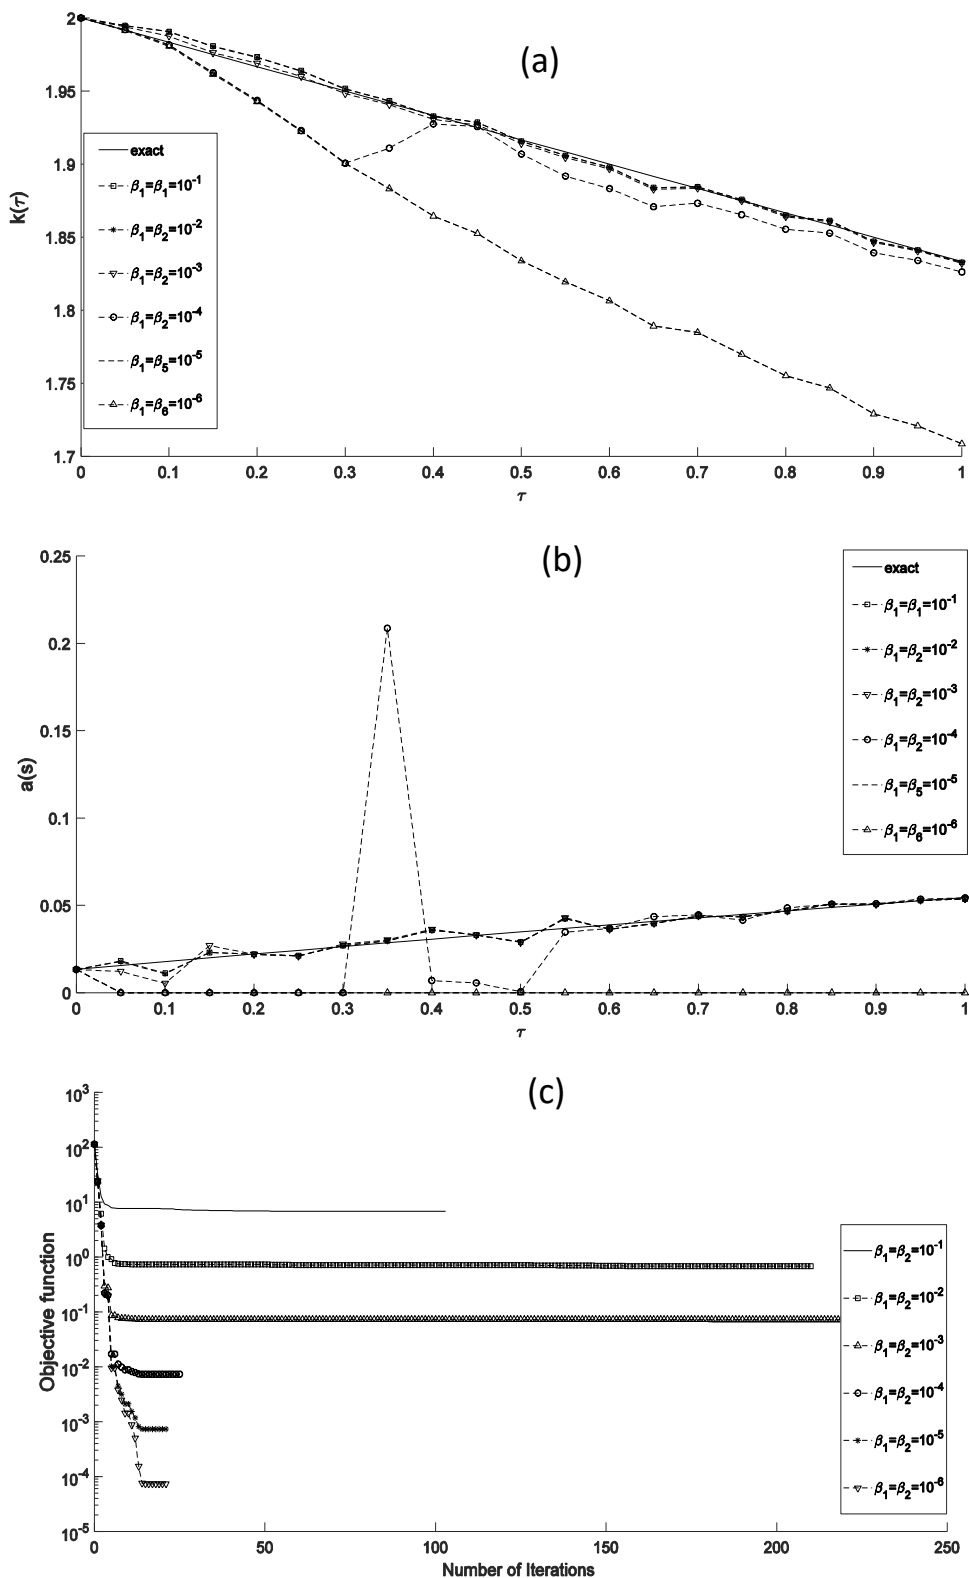 (a)
2
1.95
1.9
1.85
1.8
1.75
1.7
k(τ)
exact
β₁=β₁=10⁻¹
β₁=β₂=10⁻²
β₁=β₂=10⁻³
β₁=β₂=10⁻⁴
β₁=β₅=10⁻⁵
β₁=β₆=10⁻⁶
0 0.1 0.2 0.3 0.4 0.5 0.6 0.7 0.8 0.9 1
τ
(b)
0.25
0.2
0.15
0.1
0.05
0
a(s)
exact
β₁=β₁=10⁻¹
β₁=β₂=10⁻²
β₁=β₂=10⁻³
β₁=β₂=10⁻⁴
β₁=β₅=10⁻⁵
β₁=β₆=10⁻⁶
0 0.1 0.2 0.3 0.4 0.5 0.6 0.7 0.8 0.9 1
τ
(c)
10³
10²
10¹
10⁰
10⁻¹
10⁻²
10⁻³
10⁻⁴
10⁻⁵
Objective function
β₁=β₂=10⁻¹
β₁=β₂=10⁻²
β₁=β₂=10⁻³
β₁=β₂=10⁻⁴
β₁=β₂=10⁻⁵
β₁=β₂=10⁻⁶
0 50 100 150 200 250
Number of Iterations